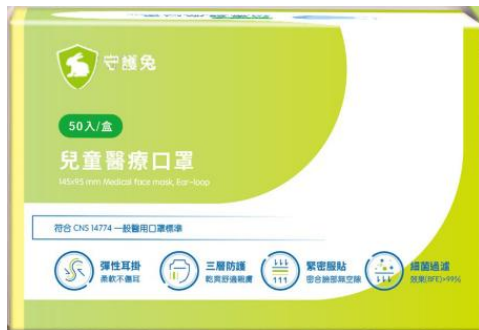 守護兔
50入/盒
兒童醫療口罩
145x95 mm Medical face mask, Ear-loop
符合 CNS 14774 一般醫用口罩標準
彈性耳掛
柔軟不傷耳
三層防護
乾爽舒適親膚
緊密服貼
密合臉部無空隙
細菌過濾
效果(BFE)>99%